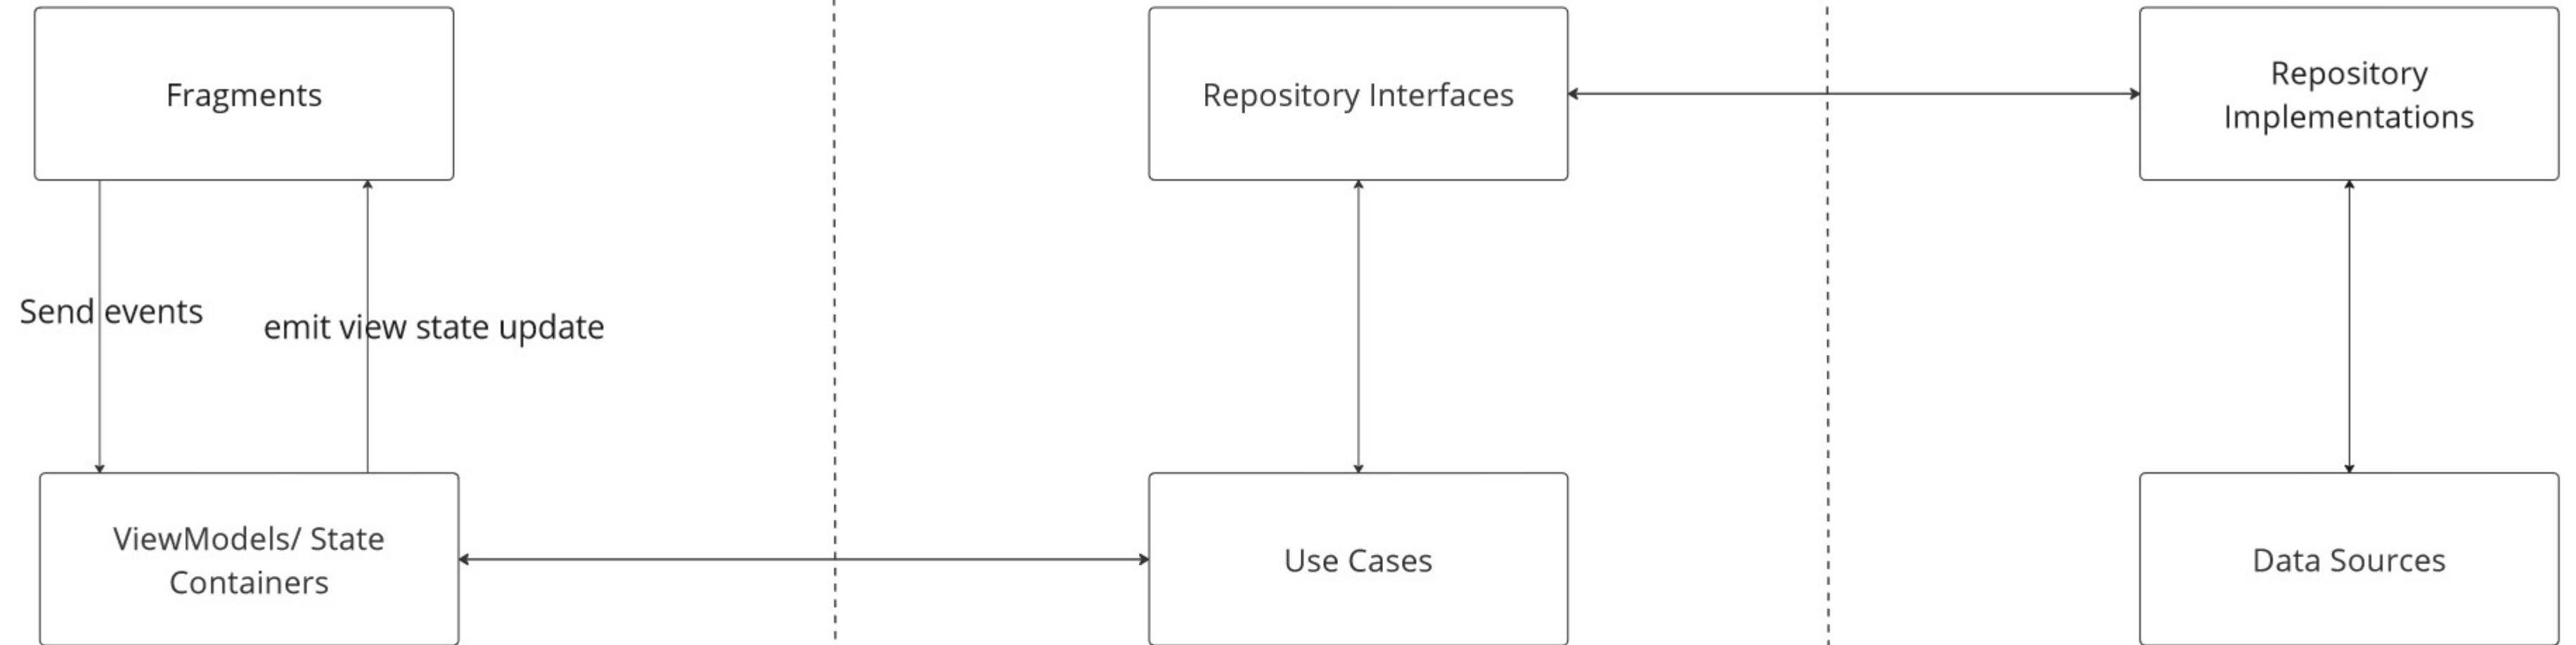 Fragments
Repository Interfaces
Repository
Implementations
Send events
emit view state update
ViewModels/ State
Containers
Use Cases
Data Sources